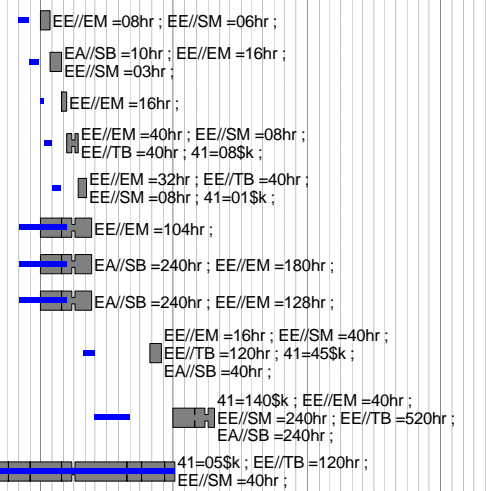 EE//EM =08hr ; EE//SM =06hr ;
EA//SB =10hr ; EE//EM =16hr ;
EE//SM =03hr ;
EE//EM =16hr ;
EE//EM =40hr ; EE//SM =08hr ;
EE//TB =40hr ; 41=08$k ;
EE//EM =32hr ; EE//TB =40hr ;
EE//SM =08hr ; 41=01$k ;
EE//EM =104hr ;
EA//SB =240hr ; EE//EM =180hr ;
EA//SB =240hr ; EE//EM =128hr ;
EE//EM =16hr ; EE//SM =40hr ;
EE//TB =120hr ; 41=45$k ;
EA//SB =40hr ;
41=140$k ; EE//EM =40hr ;
EE//SM =240hr ; EE//TB =520hr ;
EA//SB =240hr ;
41=05$k ; EE//TB =120hr ;
EE//SM =40hr ;